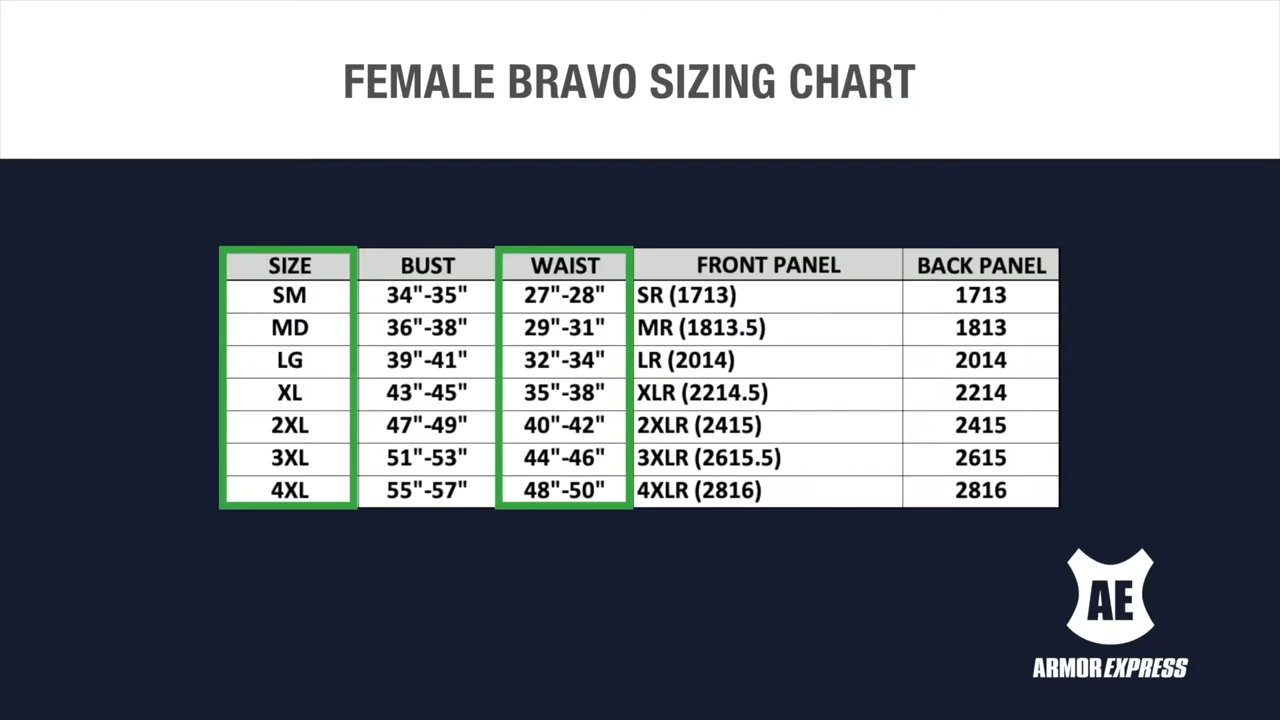 FEMALE BRAVO SIZING CHART
SIZE BUST WAIST FRONT PANEL BACK PANEL
SM 34"-35" 27"-28" SR (1713) 1713
MD 36"-38" 29"-31" MR (1813.5) 1813
LG 39"-41" 32"-34" LR (2014) 2014
XL 43"-45" 35"-38" XLR (2214.5) 2214
2XL 47"-49" 40"-42" 2XLR (2415) 2415
3XL 51"-53" 44"-46" 3XLR (2615.5) 2615
4XL 55"-57" 48"-50" 4XLR (2816) 2816
AE
ARMOR EXPRESS